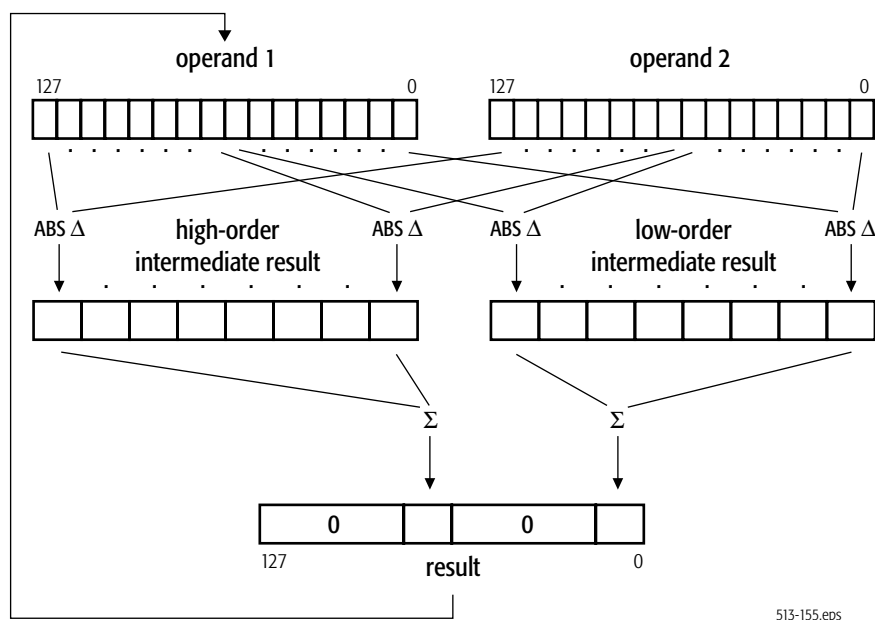 operand 1 operand 2
127 0 127 0
ABS Δ high-order ABS Δ ABS Δ low-order ABS Δ
intermediate result intermediate result
Σ Σ
0 0
127 result 0
513-155.eps